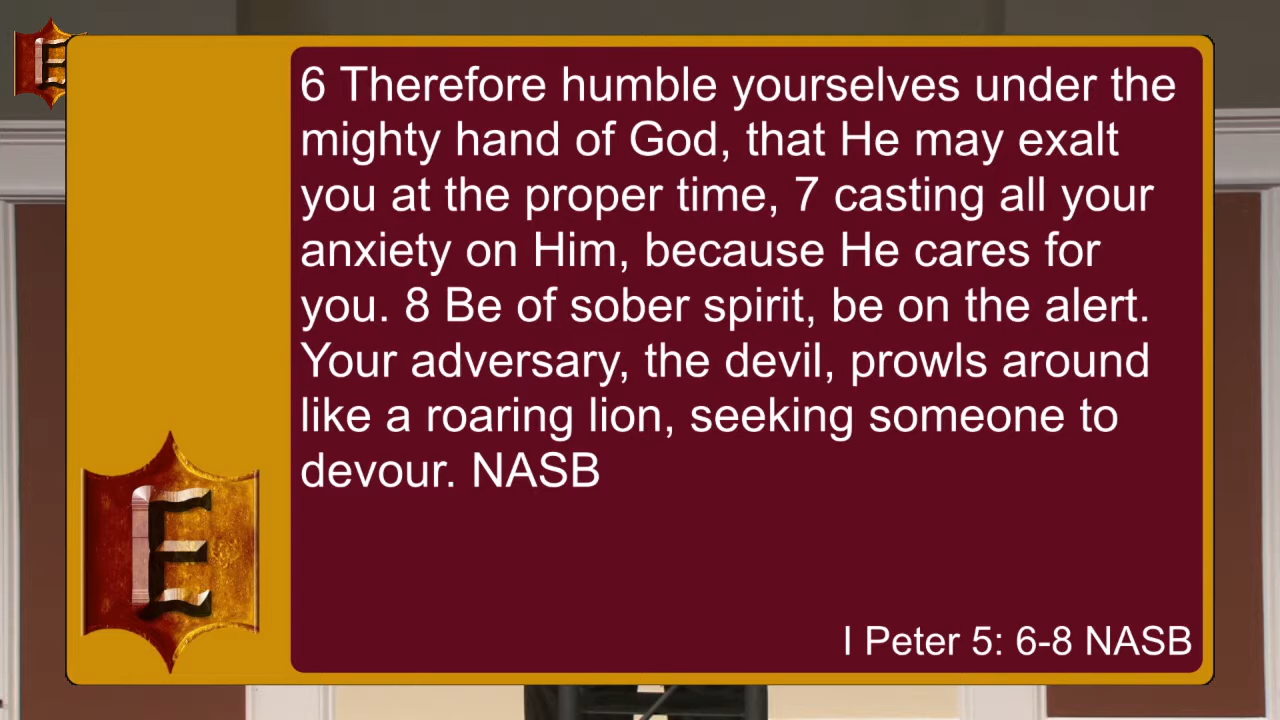 E
6 Therefore humble yourselves under the
mighty hand of God, that He may exalt
you at the proper time, 7 casting all your
anxiety on Him, because He cares for
you. 8 Be of sober spirit, be on the alert.
Your adversary, the devil, prowls around
like a roaring lion, seeking someone to
devour. NASB
E
I Peter 5: 6-8 NASB